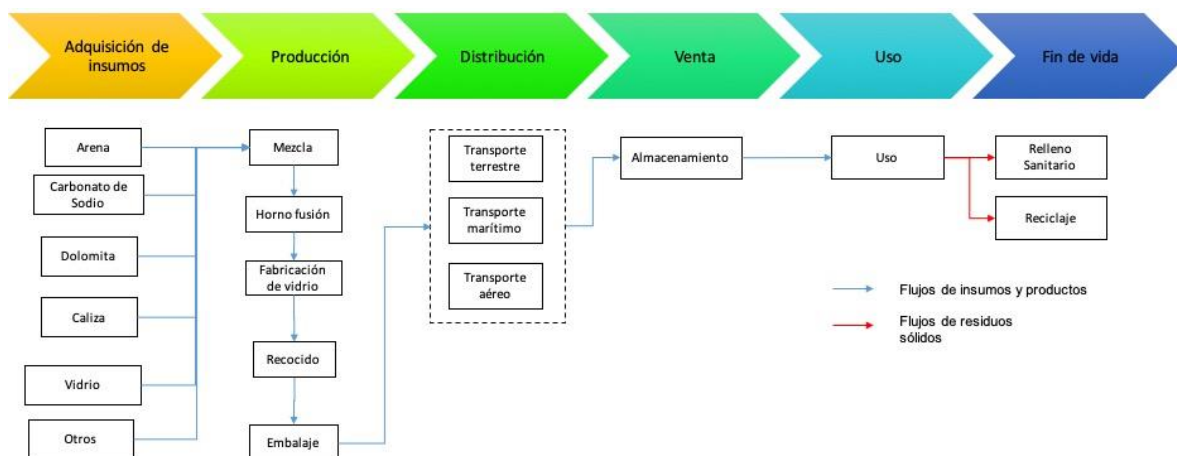 Adquisición de
insumos
Producción
Distribución
Venta
Uso
Fin de vida
Arena
Carbonato de
Sodio
Dolomita
Caliza
Vidrio
Otros
Mezcla
Horno fusión
Fabricación
de vidrio
Recocido
Embalaje
Transporte
terrestre
Transporte
marítimo
Transporte
aéreo
Almacenamiento
Uso
Relleno
Sanitario
Reciclaje
Flujos de insumos y productos
Flujos de residuos
sólidos